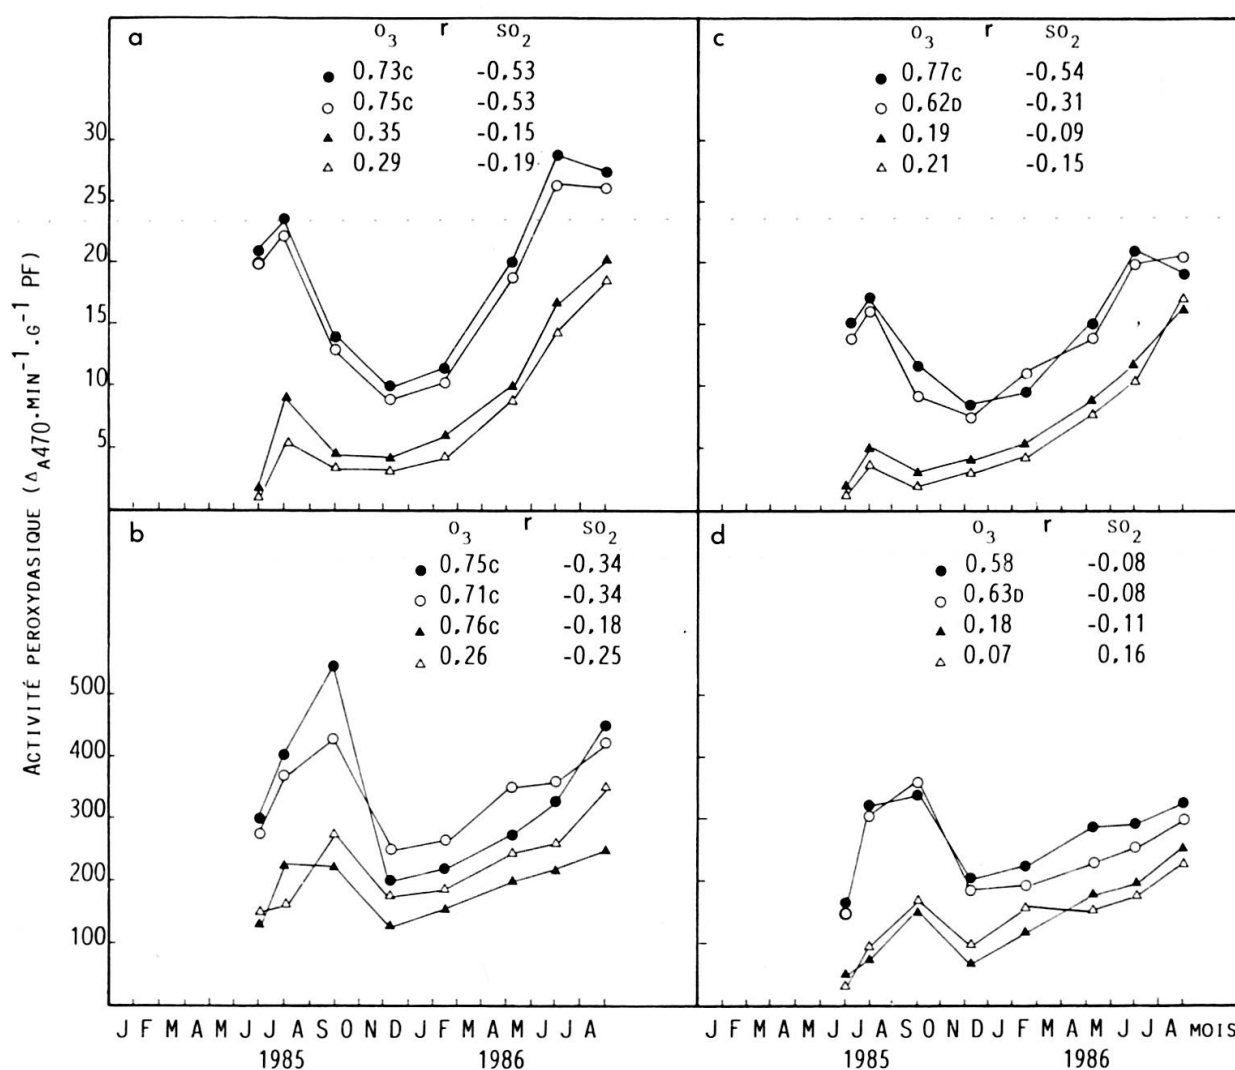 a
O3 r SO2
● 0,73c -0,53
○ 0,75c -0,53
▲ 0,35 -0,15
△ 0,29 -0,19
30
25
20
15
10
5
c
O3 r SO2
● 0,77c -0,54
○ 0,62D -0,31
▲ 0,19 -0,09
△ 0,21 -0,15
ACTIVITÉ PEROXYDASIQUE (ΔA470.MIN⁻¹.G⁻¹ PF)
b
O3 r SO2
● 0,75c -0,34
○ 0,71c -0,34
▲ 0,76c -0,18
△ 0,26 -0,25
500
400
300
200
100
d
O3 r SO2
● 0,58 -0,08
○ 0,63D -0,08
▲ 0,18 -0,11
△ 0,07 0,16
J F M A M J J A S O N D J F M A M J J A
1985 1986
J F M A M J J A S O N D J F M A M J J A MOIS
1985 1986